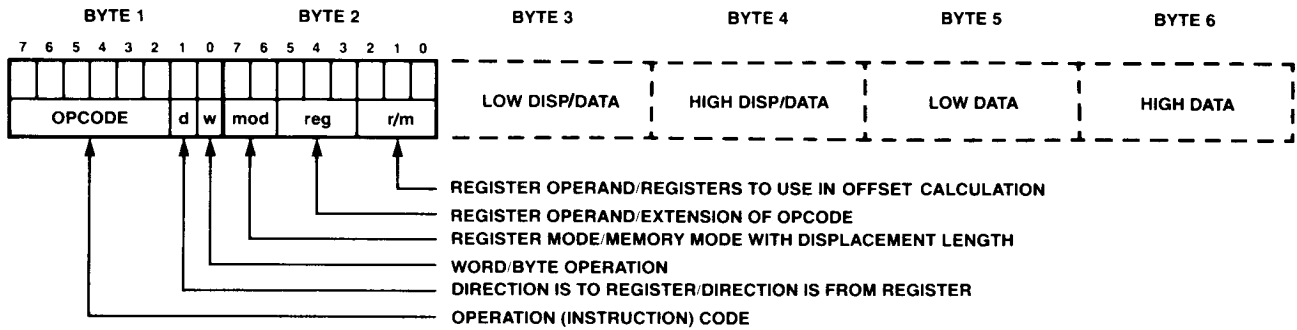 BYTE 1 BYTE 2 BYTE 3 BYTE 4 BYTE 5 BYTE 6
7 6 5 4 3 2 1 0 7 6 5 4 3 2 1 0
LOW DISP/DATA HIGH DISP/DATA LOW DATA HIGH DATA
OPCODE d w mod reg r/m
REGISTER OPERAND/REGISTERS TO USE IN OFFSET CALCULATION
REGISTER OPERAND/EXTENSION OF OPCODE
REGISTER MODE/MEMORY MODE WITH DISPLACEMENT LENGTH
WORD/BYTE OPERATION
DIRECTION IS TO REGISTER/DIRECTION IS FROM REGISTER
OPERATION (INSTRUCTION) CODE